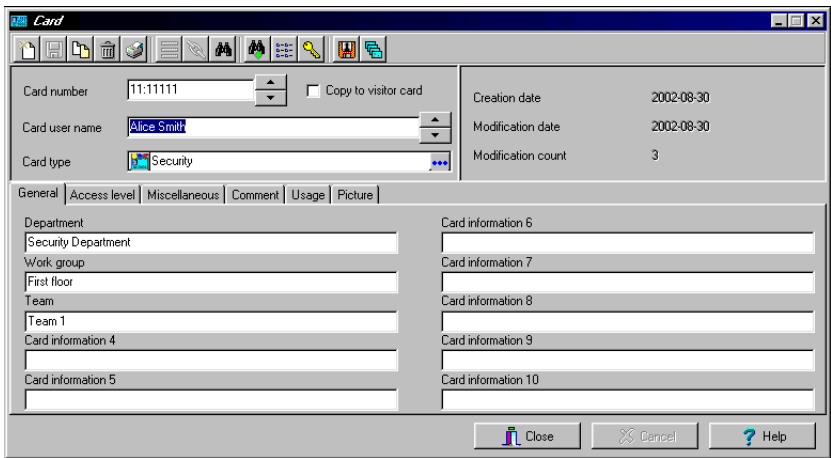 Card
Card number 11:11111 Copy to visitor card
Card user name Alice Smith
Card type Security
Creation date 2002-08-30
Modification date 2002-08-30
Modification count 3
General Access level Miscellaneous Comment Usage Picture
Department
Security Department
Work group
First floor
Team
Team 1
Card information 4
Card information 5
Card information 6
Card information 7
Card information 8
Card information 9
Card information 10
Close Cancel Help